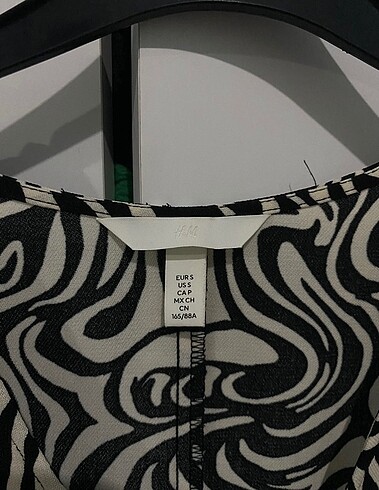 H&M
EUR S
US S
CA P
MX CH
CN
165/88A